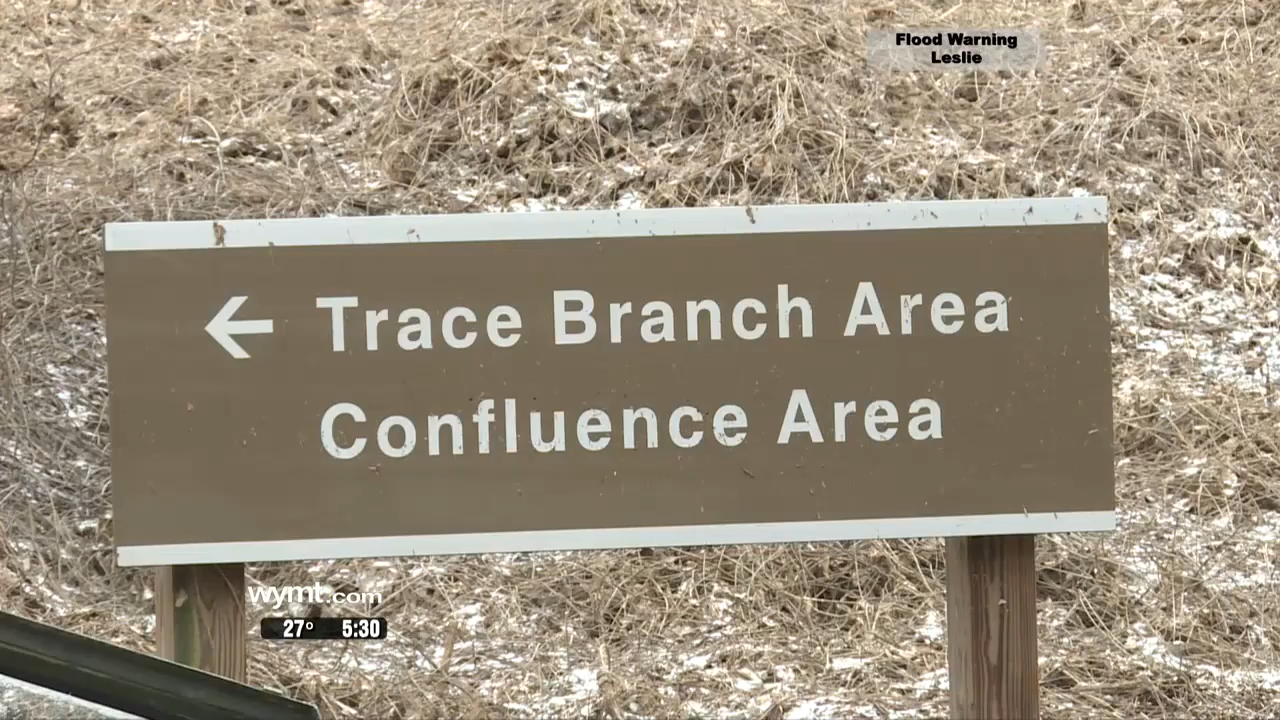 Flood Warning
Leslie
← Trace Branch Area
Confluence Area
wymt.com
27° 5:30